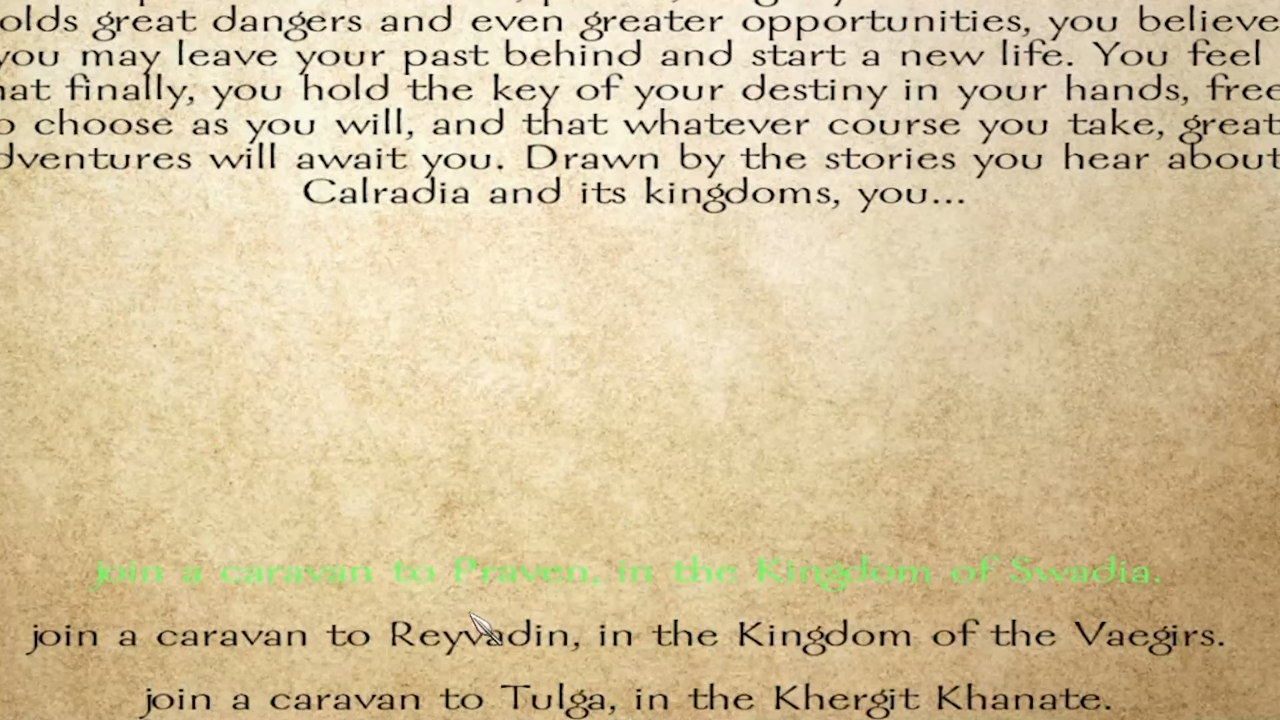 olds great dangers and even greater opportunities, you believe
you may leave your past behind and start a new life. You feel
hat finally, you hold the key of your destiny in your hands, free
o choose as you will, and that whatever course you take, great
dventures will await you. Drawn by the stories you hear about
Calradia and its kingdoms, you...
join a caravan to Praven, in the Kingdom of Swadia.
join a caravan to Reyvadin, in the Kingdom of the Vaegirs.
join a caravan to Tulga, in the Khergit Khanate.